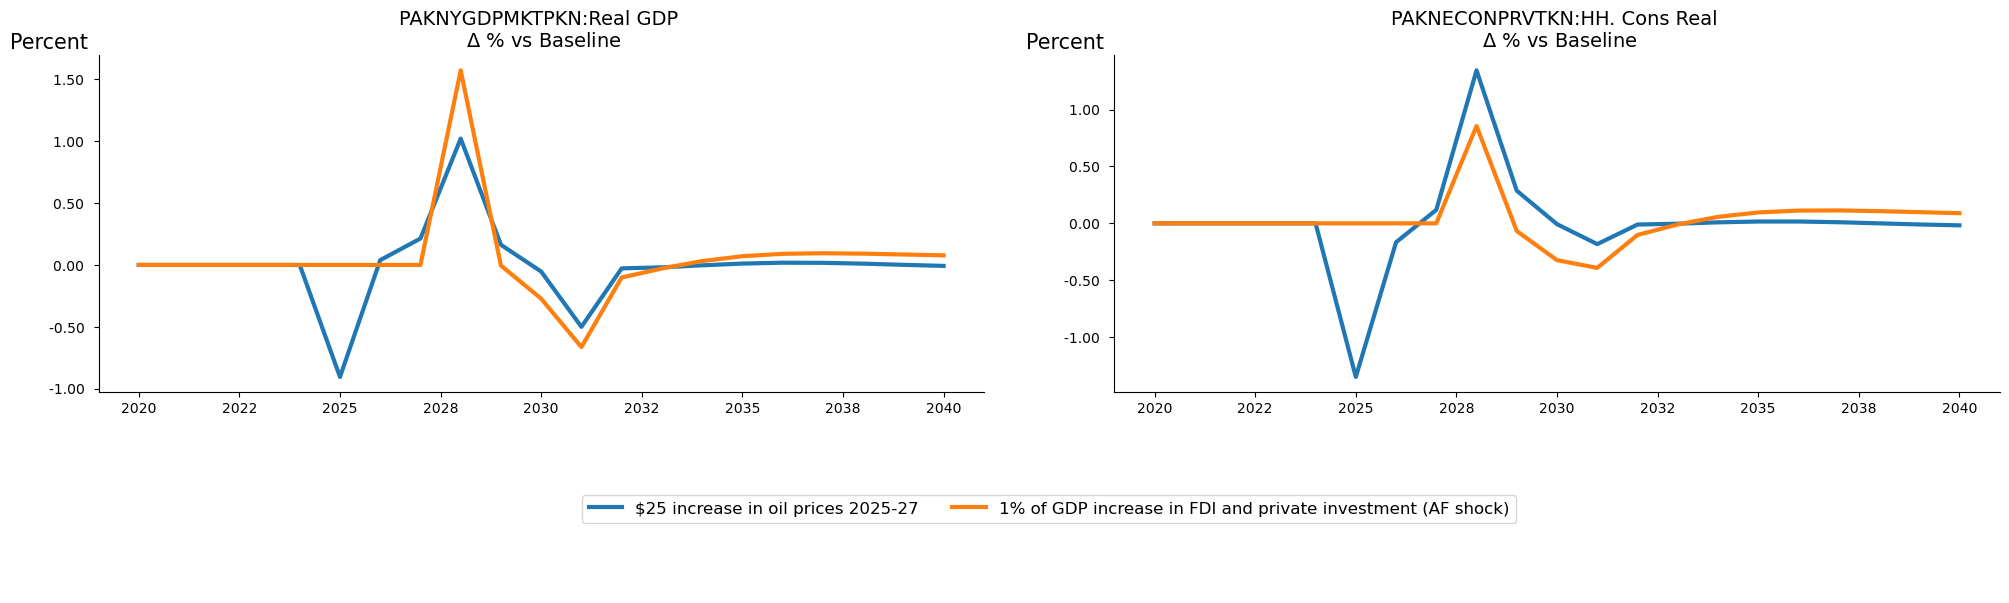 PAKNYGDPMKTPKN:Real GDP
Δ % vs Baseline
Percent
1.50
1.00
0.50
0.00
-0.50
-1.00
2020 2022 2025 2028 2030 2032 2035 2038 2040
PAKNECONPRVTKN:HH. Cons Real
Δ % vs Baseline
Percent
1.00
0.50
0.00
-0.50
-1.00
2020 2022 2025 2028 2030 2032 2035 2038 2040
$25 increase in oil prices 2025-27
1% of GDP increase in FDI and private investment (AF shock)